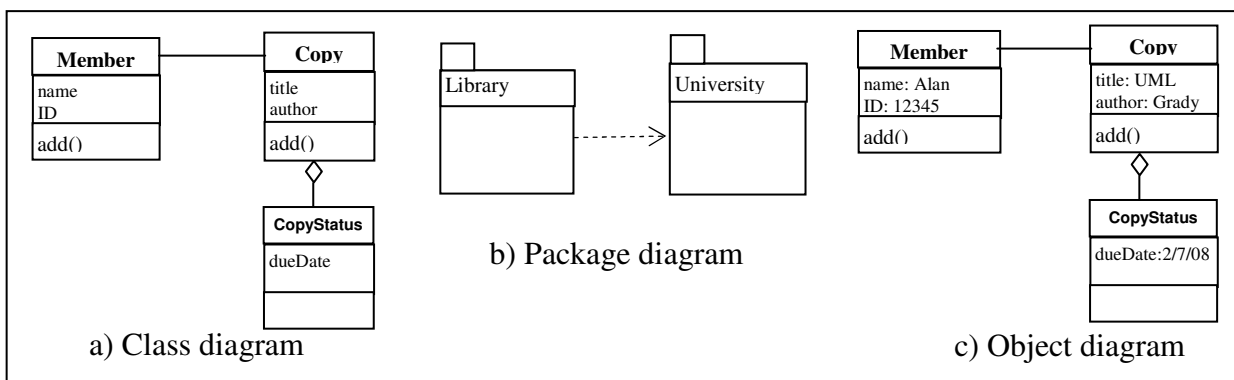 Member
name
ID
add()
Copy
title
author
add()
CopyStatus
dueDate
a) Class diagram
Library
University
b) Package diagram
Member
name: Alan
ID: 12345
add()
Copy
title: UML
author: Grady
add()
CopyStatus
dueDate:2/7/08
c) Object diagram